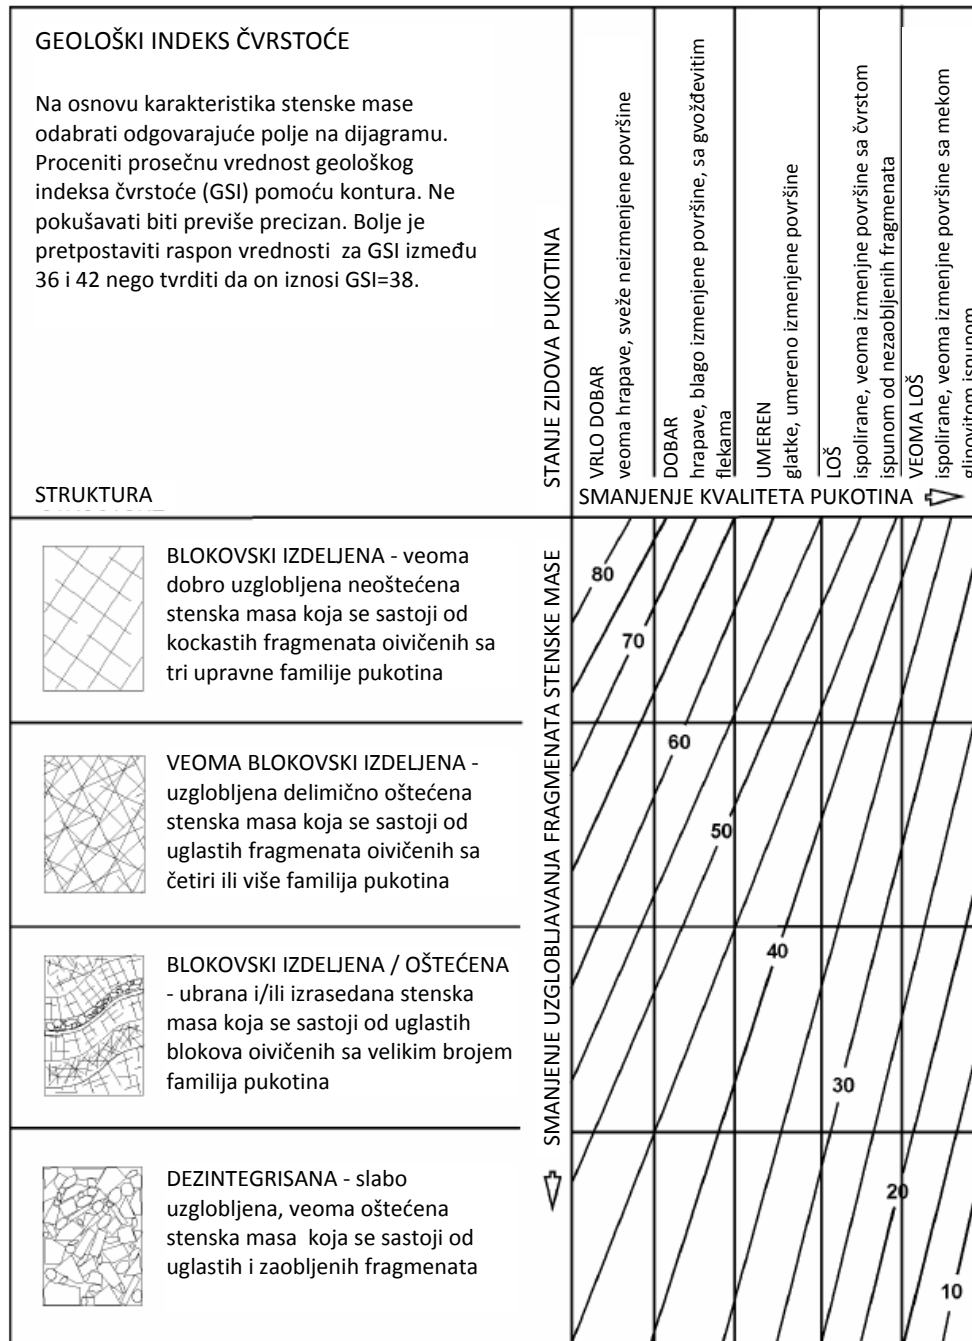 GEOLOŠKI INDEKS ČVRSTOĆE
Na osnovu karakteristika stenske mase
odabrati odgovarajuće polje na dijagramu.
Proceniti prosečnu vrednost geološkog
indeksa čvrstoće (GSI) pomoću kontura. Ne
pokušavati biti previše precizan. Bolje je
pretpostaviti raspon vrednosti za GSI između
36 i 42 nego tvrditi da on iznosi GSI=38.
STRUKTURA
STANJE ZIDOVA PUKOTINA
VRLO DOBAR
veoma hrapave, sveže neizmenjene površine
DOBAR
hrapave, blago izmenjene površine, sa gvožđevitim
flekama
UMEREN
glatke, umereno izmenjene površine
LOŠ
ispolirane, veoma izmenjne površine sa čvrstom
ispunom od nezaobljenih fragmenata
VEOMA LOŠ
ispolirane, veoma izmenjne površine sa mekom
glinovitom ispunom
SMANJENJE KVALITETA PUKOTINA
SMANJENJE UZGLOBLJAVANJA FRAGMENATA STENSKE MASE
BLOKOVSKI IZDELJENA - veoma
dobro uzglobljena neoštećena
stenska masa koja se sastoji od
kockastih fragmenata oivičenih sa
tri upravne familije pukotina
VEOMA BLOKOVSKI IZDELJENA -
uzglobljena delimično oštećena
stenska masa koja se sastoji od
uglastih fragmenata oivičenih sa
četiri ili više familija pukotina
BLOKOVSKI IZDELJENA / OŠTEĆENA
- ubrana i/ili izrasedana stenska
masa koja se sastoji od uglastih
blokova oivičenih sa velikim brojem
familija pukotina
DEZINTEGRISANA - slabo
uzglobljena, veoma oštećena
stenska masa koja se sastoji od
uglastih i zaobljenih fragmenata
80
70
60
50
40
30
20
10